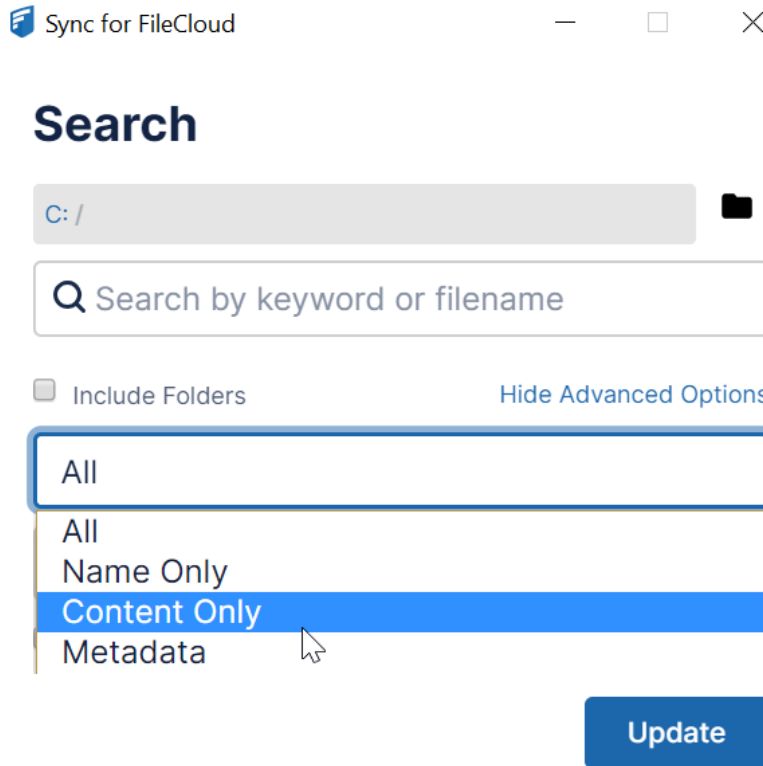 Sync for FileCloud
Search
C: /
Search by keyword or filename
Include Folders Hide Advanced Options
All
All
Name Only
Content Only
Metadata
Update